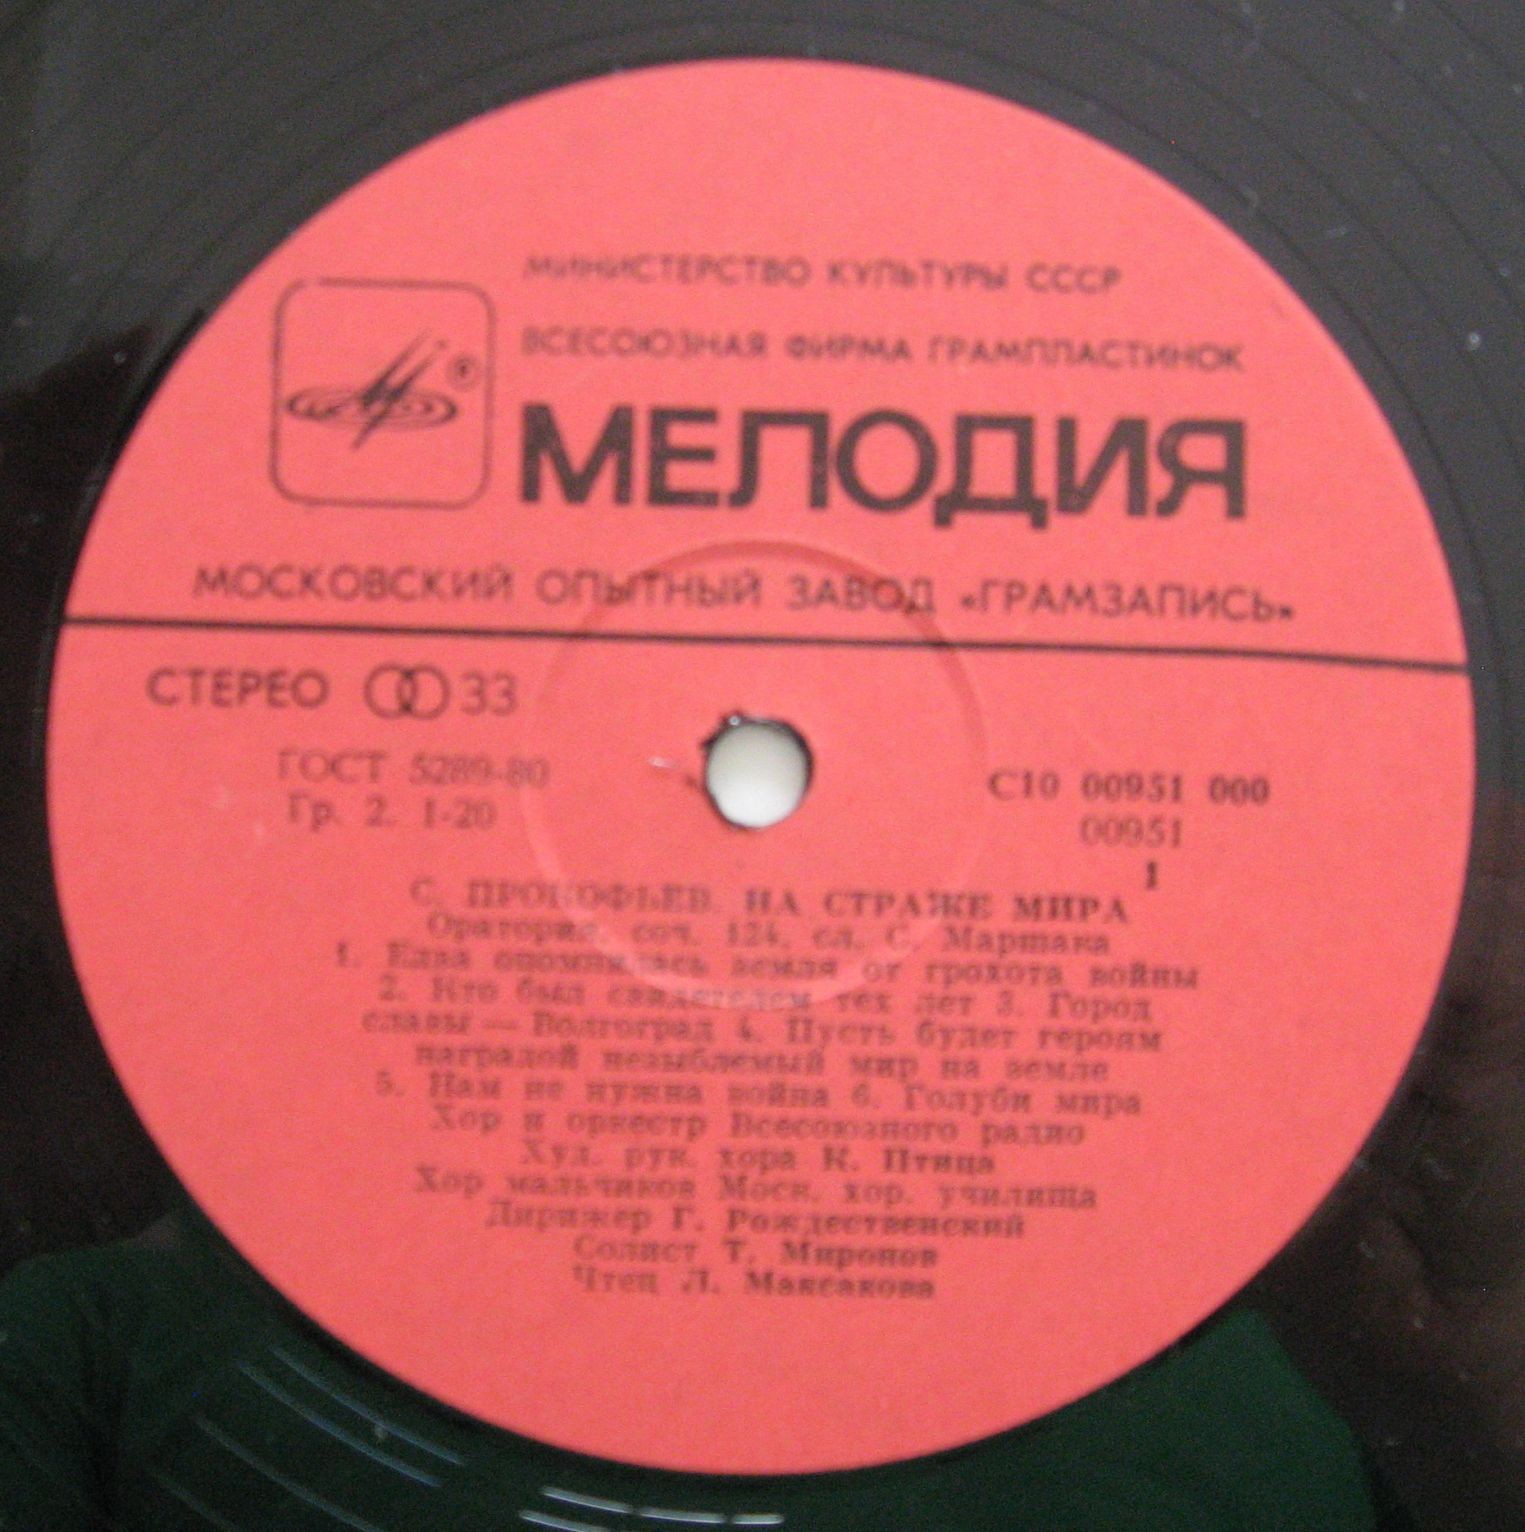 МИНИСТЕРСТВО КУЛЬТУРЫ СССР
ВСЕСОЮЗНАЯ ФИРМА ГРАМПЛАСТИНОК
МЕЛОДИЯ
МОСКОВСКИЙ ОПЫТНЫЙ ЗАВОД «ГРАМЗАПИСЬ»
СТЕРЕО 33
ГОСТ 5289-80
Гр. 2. 1-20
С10 00951 000
00951
1
С. ПРОКОФЬЕВ. НА СТРАЖЕ МИРА
Оратория, соч. 124, сл. С. Маршака
1. Едва опомнилась земля от грохота войны
2. Кто был свидетелем тех лет 3. Город
славы — Волгоград 4. Пусть будет героям
наградой незыблемый мир на земле
5. Нам не нужна война 6. Голуби мира
Хор и оркестр Всесоюзного радио
Худ. рук. хора К. Птица
Хор мальчиков Моск. хор. училища
Дирижер Г. Рождественский
Солист Т. Миронов
Чтец Л. Максакова